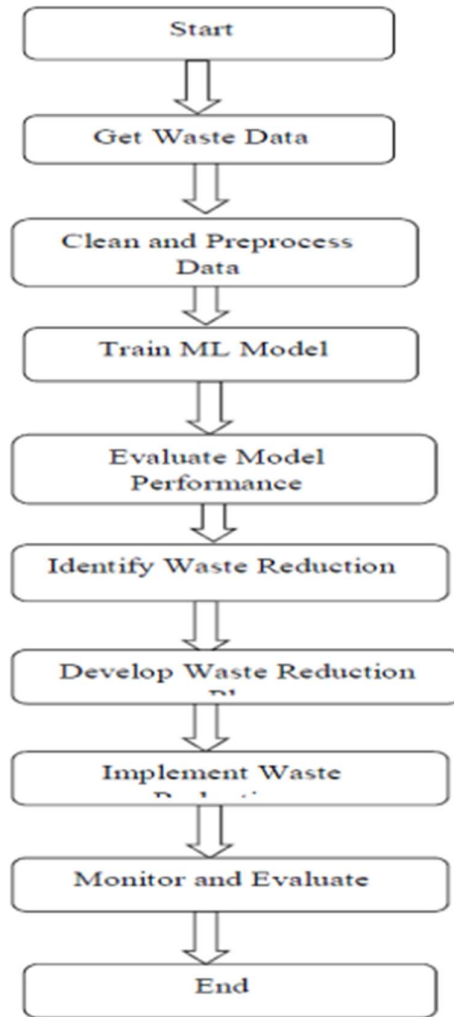 Start
Get Waste Data
Clean and Preprocess
Data
Train ML Model
Evaluate Model
Performance
Identify Waste Reduction
Develop Waste Reduction
Implement Waste
Monitor and Evaluate
End